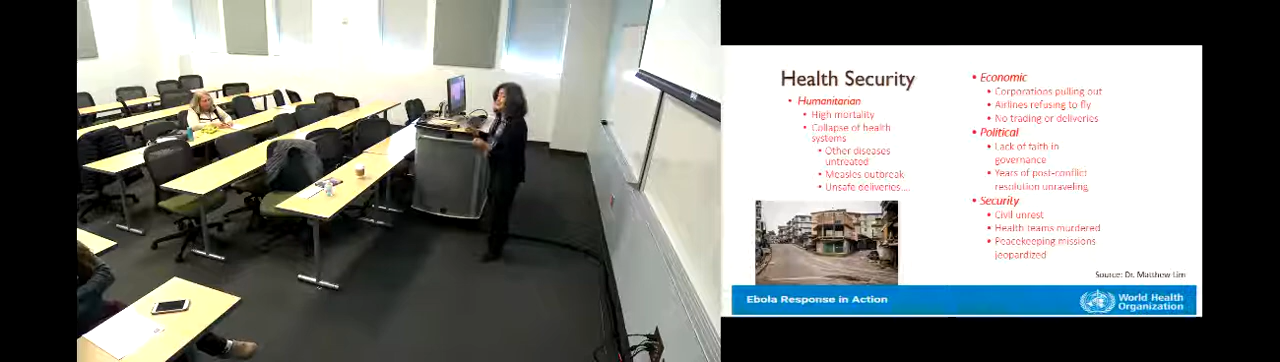 Health Security
• Humanitarian
• High mortality
• Collapse of health
systems
• Other diseases
untreated
• Measles outbreak
• Unsafe deliveries....
• Economic
• Corporations pulling out
• Airlines refusing to fly
• No trading or deliveries
• Political
• Lack of faith in
governance
• Years of post-conflict
resolution unraveling
• Security
• Civil unrest
• Health teams murdered
• Peacekeeping missions
jeopardized
Source: Dr. Matthew Lim
Ebola Response in Action
World Health
Organization